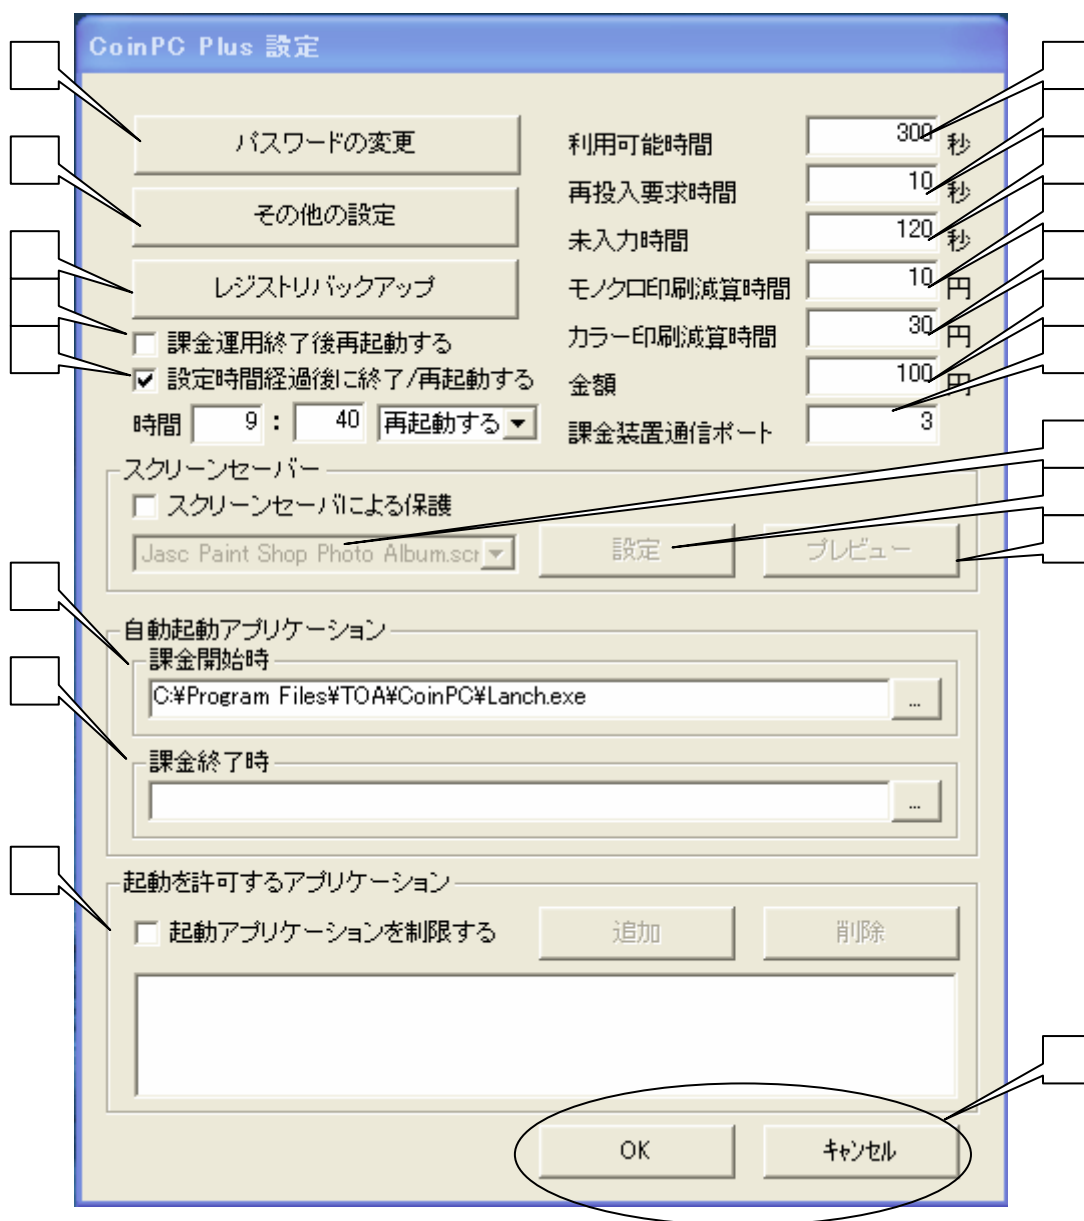 CoinPC Plus 設定
パスワードの変更
その他の設定
レジストリバックアップ
課金運用終了後再起動する
設定時間経過後に終了/再起動する
時間 9 : 40 再起動する
利用可能時間 300 秒
再投入要求時間 10 秒
未入力時間 120 秒
モノクロ印刷減算時間 10 円
カラー印刷減算時間 30 円
金額 100 円
課金装置通信ポート 3
スクリーンセーバー
スクリーンセーバによる保護
Jasc Paint Shop Photo Album.scr 設定 プレビュー
自動起動アプリケーション
課金開始時
C:¥Program Files¥TOA¥CoinPC¥Lanch.exe ...
課金終了時
...
起動を許可するアプリケーション
起動アプリケーションを制限する 追加 削除
OK キャンセル